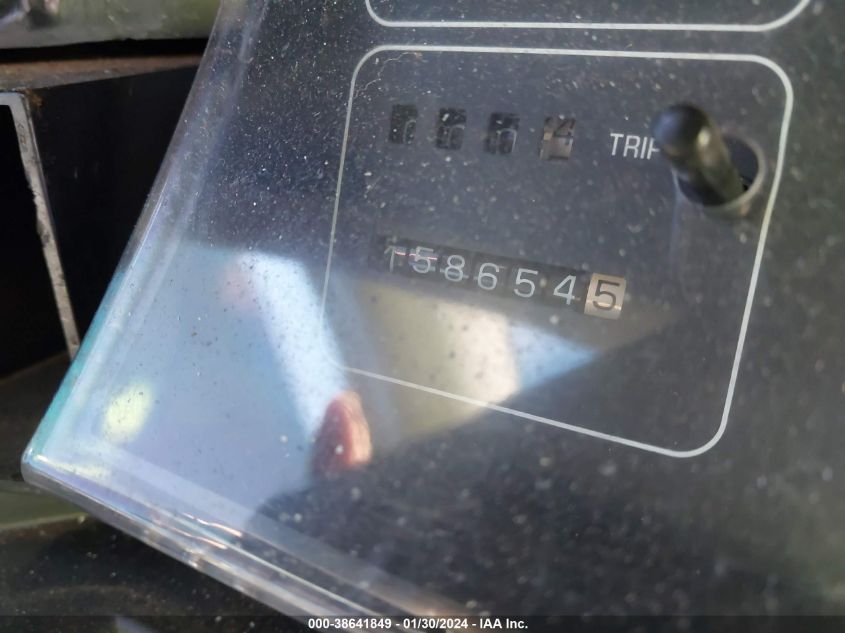 TRIP
1586545
000-38641849 - 01/30/2024 - IAA Inc.